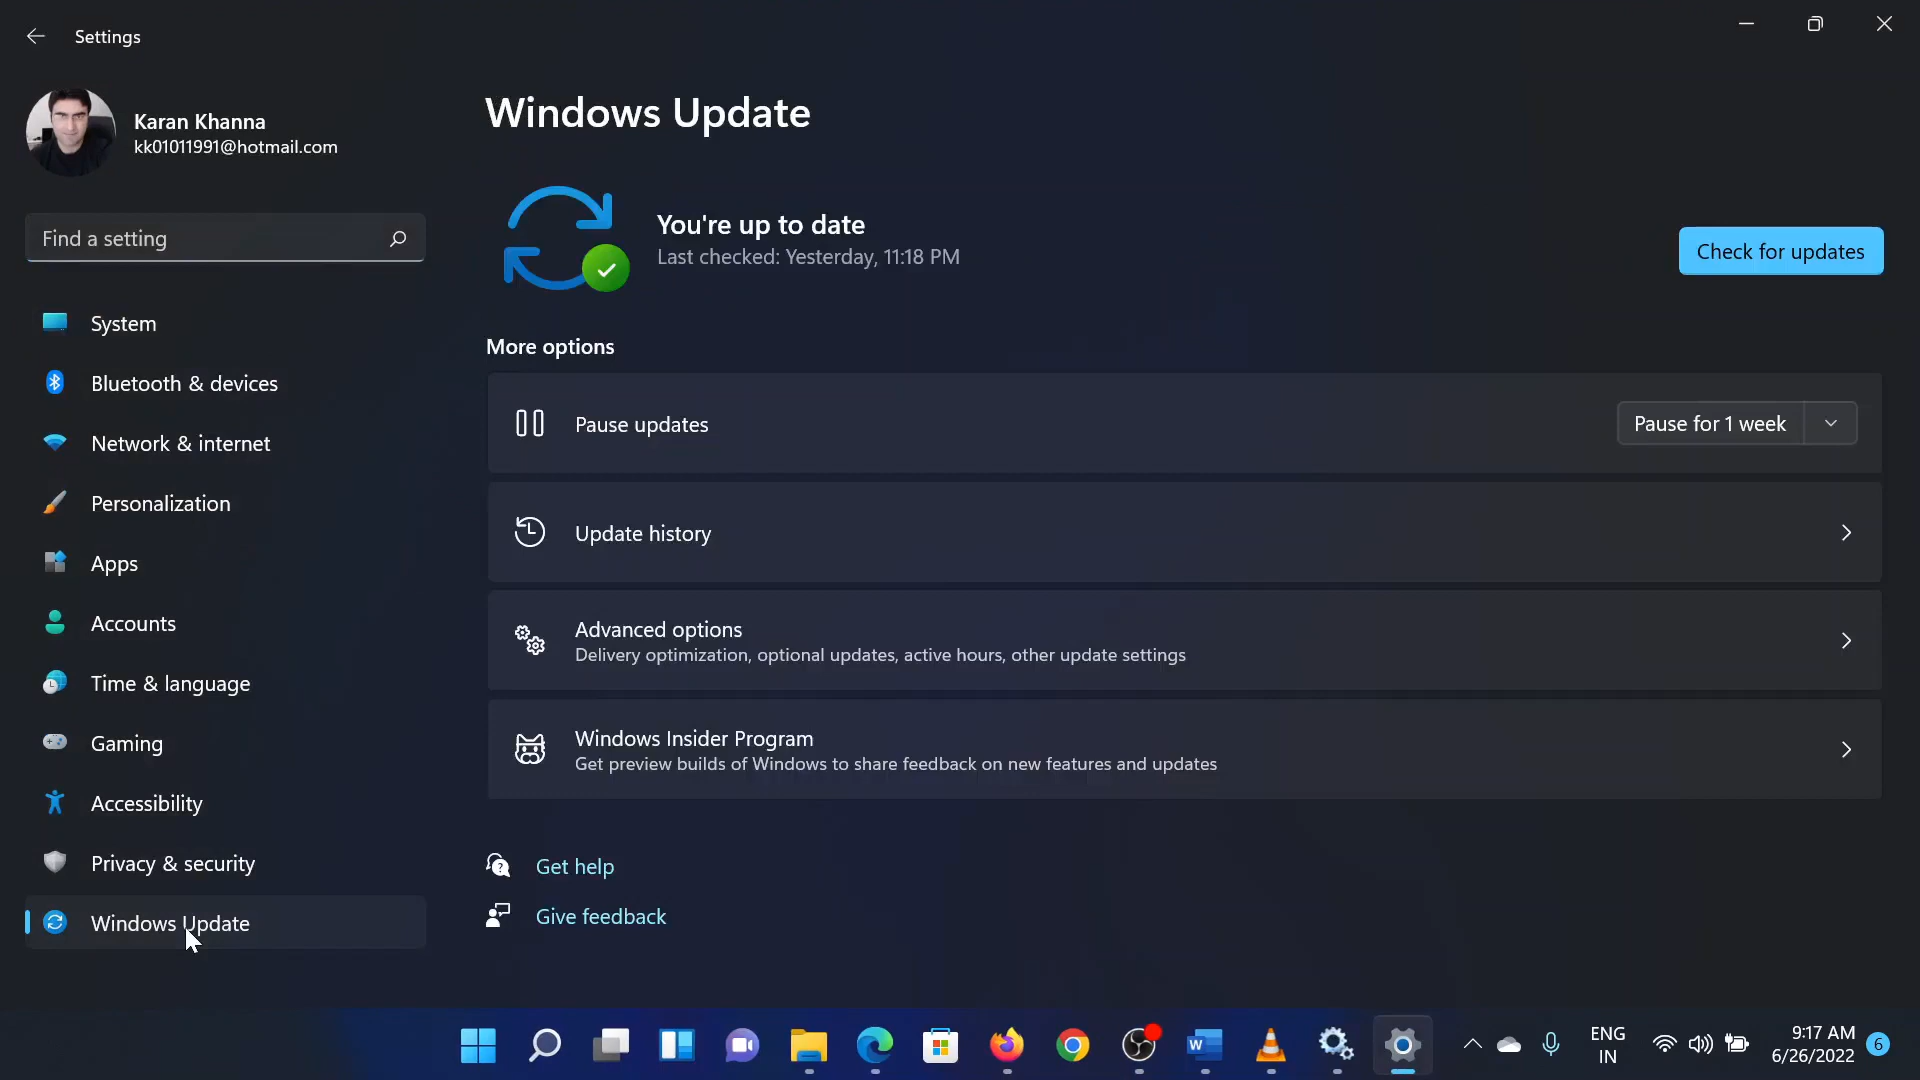 Settings
Karan Khanna
kk01011991@hotmail.com
Find a setting
System
Bluetooth & devices
Network & internet
Personalization
Apps
Accounts
Time & language
Gaming
Accessibility
Privacy & security
Windows Update
Windows Update
You're up to date
Last checked: Yesterday, 11:18 PM
Check for updates
More options
Pause updates
Pause for 1 week
Update history
Advanced options
Delivery optimization, optional updates, active hours, other update settings
Windows Insider Program
Get preview builds of Windows to share feedback on new features and updates
Get help
Give feedback
W
ENG
IN
9:17 AM
6/26/2022
6